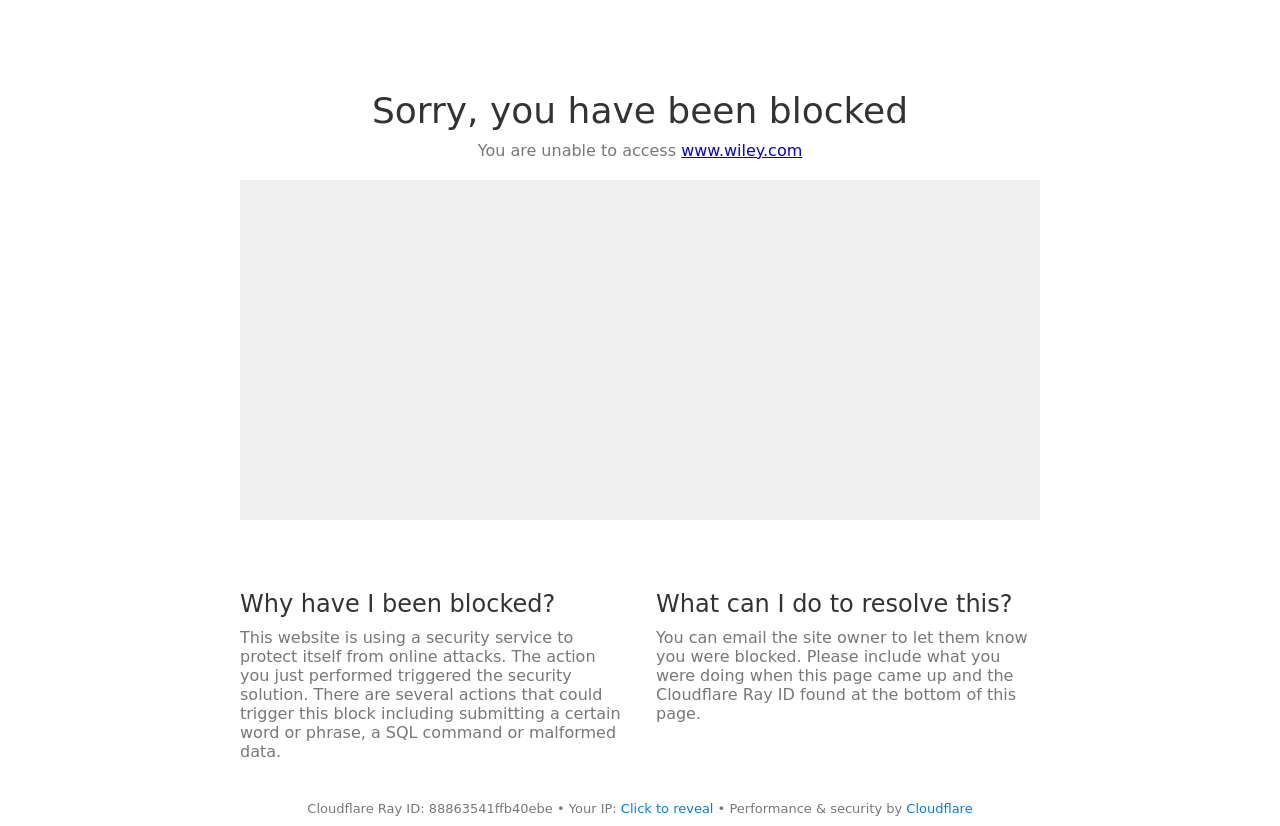 Sorry, you have been blocked
You are unable to access www.wiley.com
Why have I been blocked?
This website is using a security service to
protect itself from online attacks. The action
you just performed triggered the security
solution. There are several actions that could
trigger this block including submitting a certain
word or phrase, a SQL command or malformed
data.
What can I do to resolve this?
You can email the site owner to let them know
you were blocked. Please include what you
were doing when this page came up and the
Cloudflare Ray ID found at the bottom of this
page.
Cloudflare Ray ID: 88863541ffb40ebe • Your IP: Click to reveal • Performance & security by Cloudflare